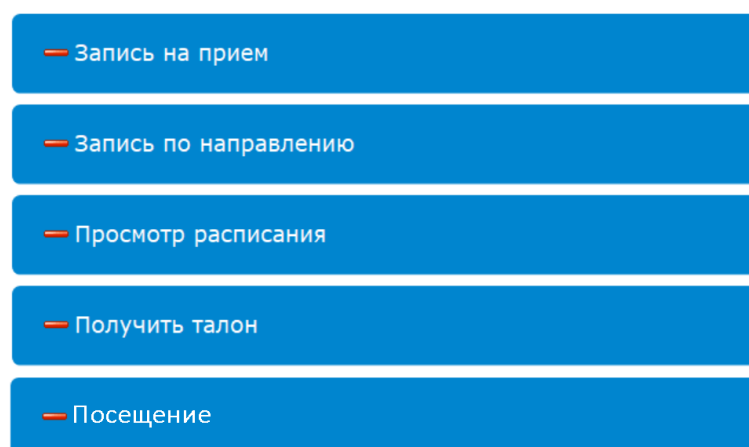 Запись на прием
Запись по направлению
Просмотр расписания
Получить талон
Посещение